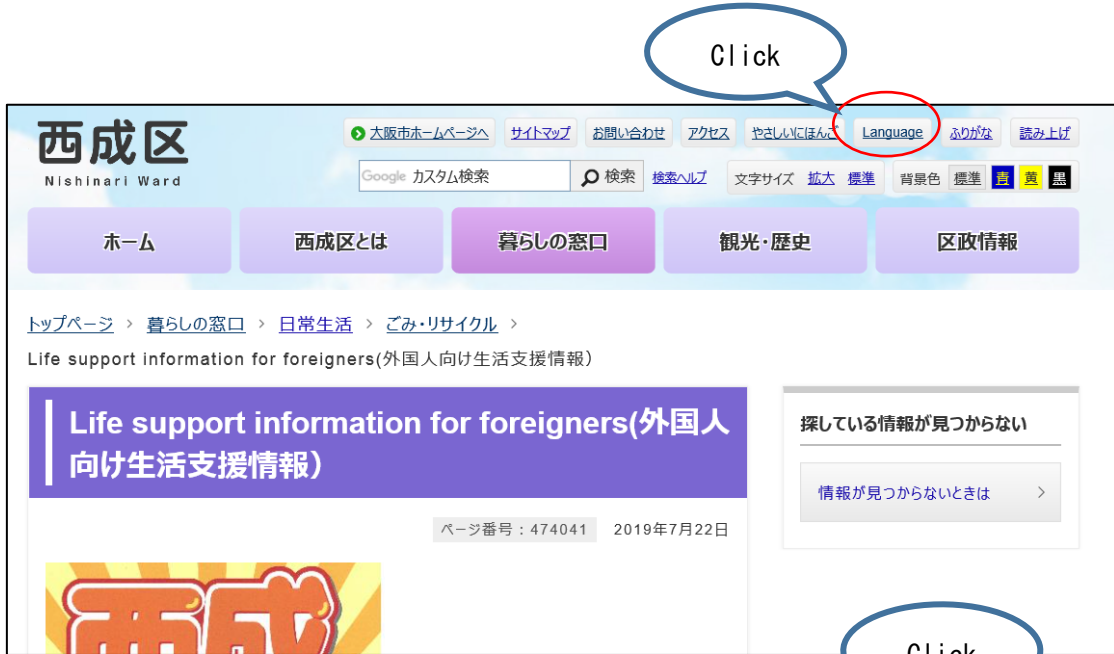 Click
西成区
Nishinari Ward
大阪市ホームページへ サイトマップ お問い合わせ アクセス やさしいにほんご Language ふりがな 読み上げ
Google カスタム検索 検索 検索ヘルプ 文字サイズ 拡大 標準 背景色 標準 青 黄 黒
ホーム 西成区とは 暮らしの窓口 観光・歴史 区政情報
トップページ > 暮らしの窓口 > 日常生活 > ごみ・リサイクル >
Life support information for foreigners(外国人向け生活支援情報）
Life support information for foreigners(外国人
向け生活支援情報）
探している情報が見つからない
情報が見つからないときは >
ページ番号：474041 2019年7月22日
西成
Click